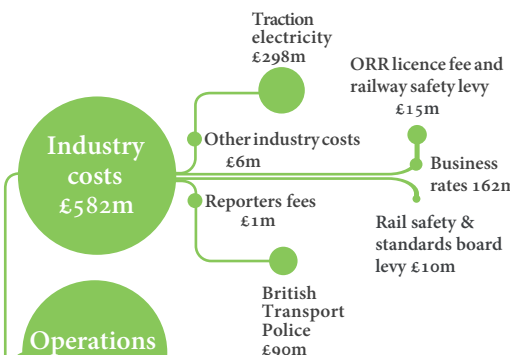 Traction
electricity
£298m
ORR licence fee and
railway safety levy
£15m
Industry
costs
£582m
Other industry costs
£6m
Business
rates 162m
Reporters fees
£1m
Rail safety &
standards board
levy £10m
British
Transport
Police
£90m
Operations